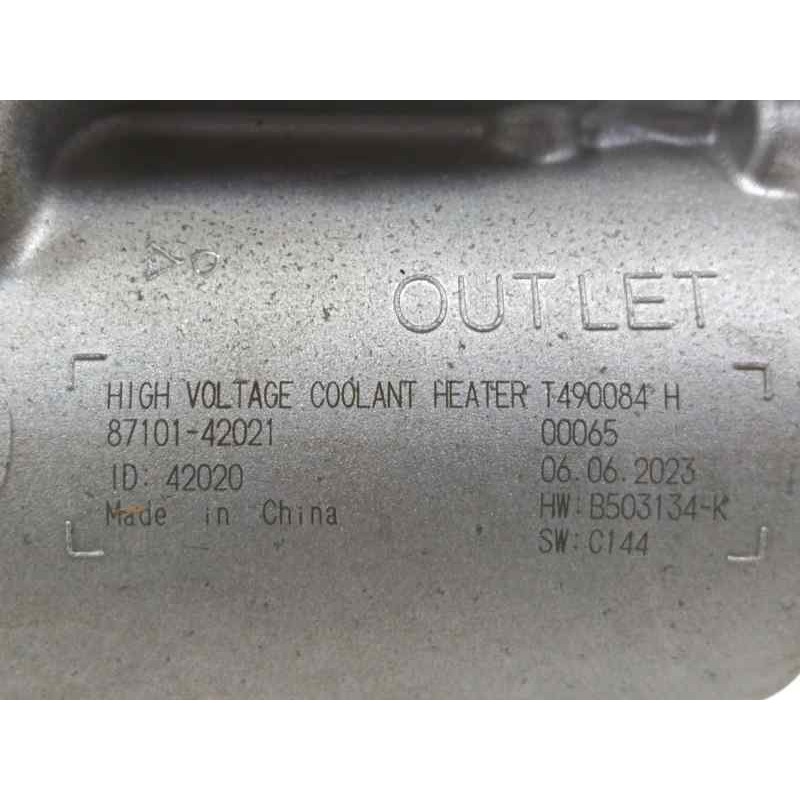 OUTLET
HIGH VOLTAGE COOLANT HEATER T490084 H
87101-42021 00065
ID: 42020 06.06.2023
Made in China HW: B503134-K
SW: C144